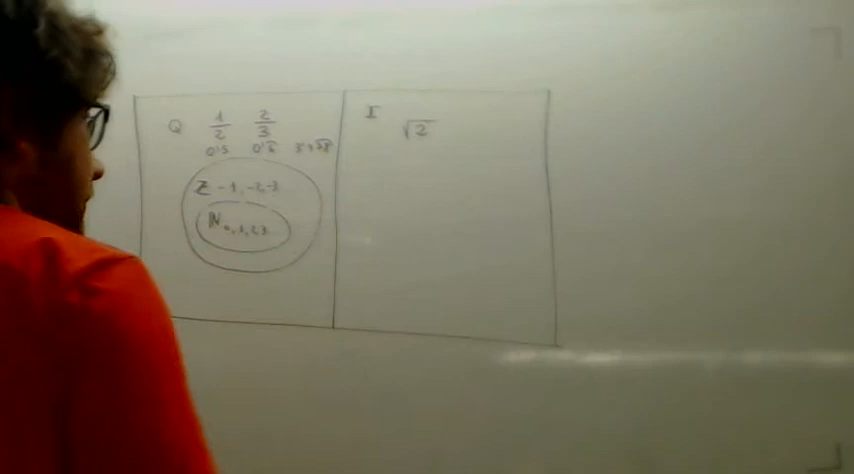 Q 1/2 2/3
0'5 0'6̅
Z -1, -2, -3
N 0, 1, 2, 3
I
√2